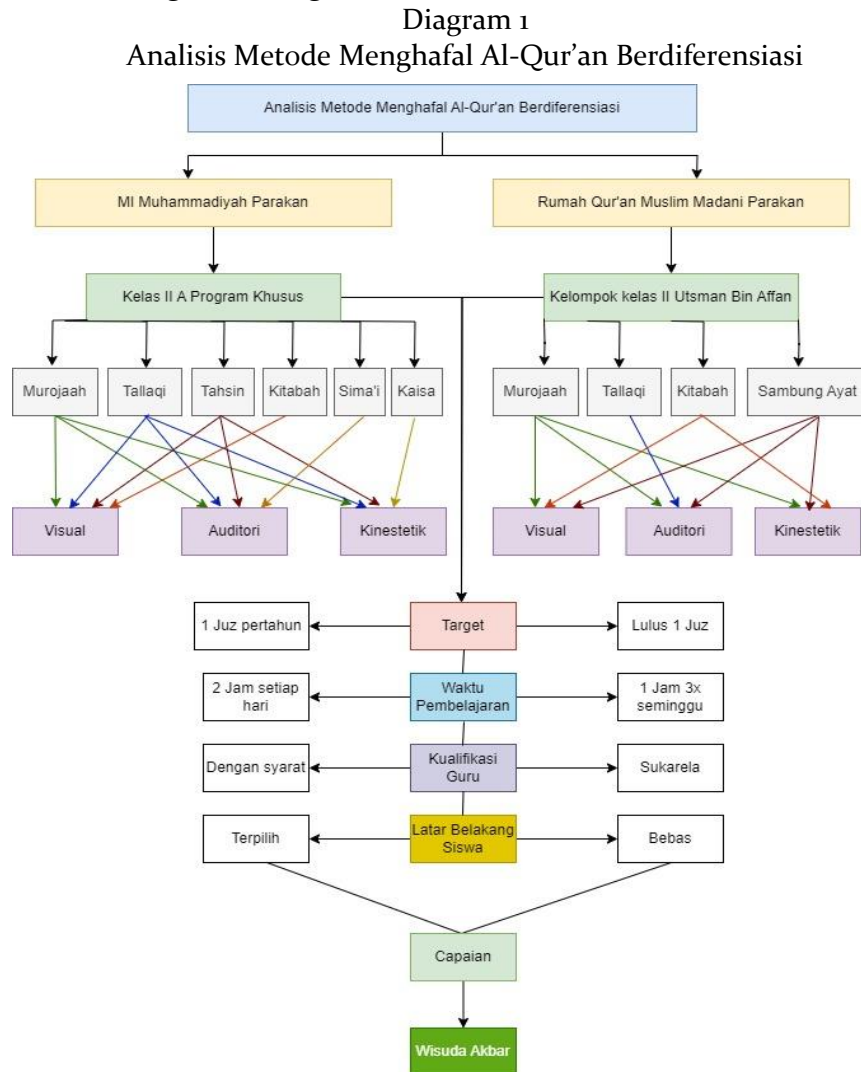 Diagram 1
Analisis Metode Menghafal Al-Qur’an Berdiferensiasi
Analisis Metode Menghafal Al-Qur'an Berdiferensiasi
MI Muhammadiyah Parakan
Rumah Qur'an Muslim Madani Parakan
Kelas II A Program Khusus
Kelompok kelas II Utsman Bin Affan
Murojaah
Tallaqi
Tahsin
Kitabah
Sima'i
Kaisa
Murojaah
Tallaqi
Kitabah
Sambung Ayat
Visual
Auditori
Kinestetik
Visual
Auditori
Kinestetik
1 Juz pertahun
Target
Lulus 1 Juz
2 Jam setiap
hari
Waktu
Pembelajaran
1 Jam 3x
seminggu
Dengan syarat
Kualifikasi
Guru
Sukarela
Terpilih
Latar Belakang
Siswa
Bebas
Capaian
Wisuda Akbar